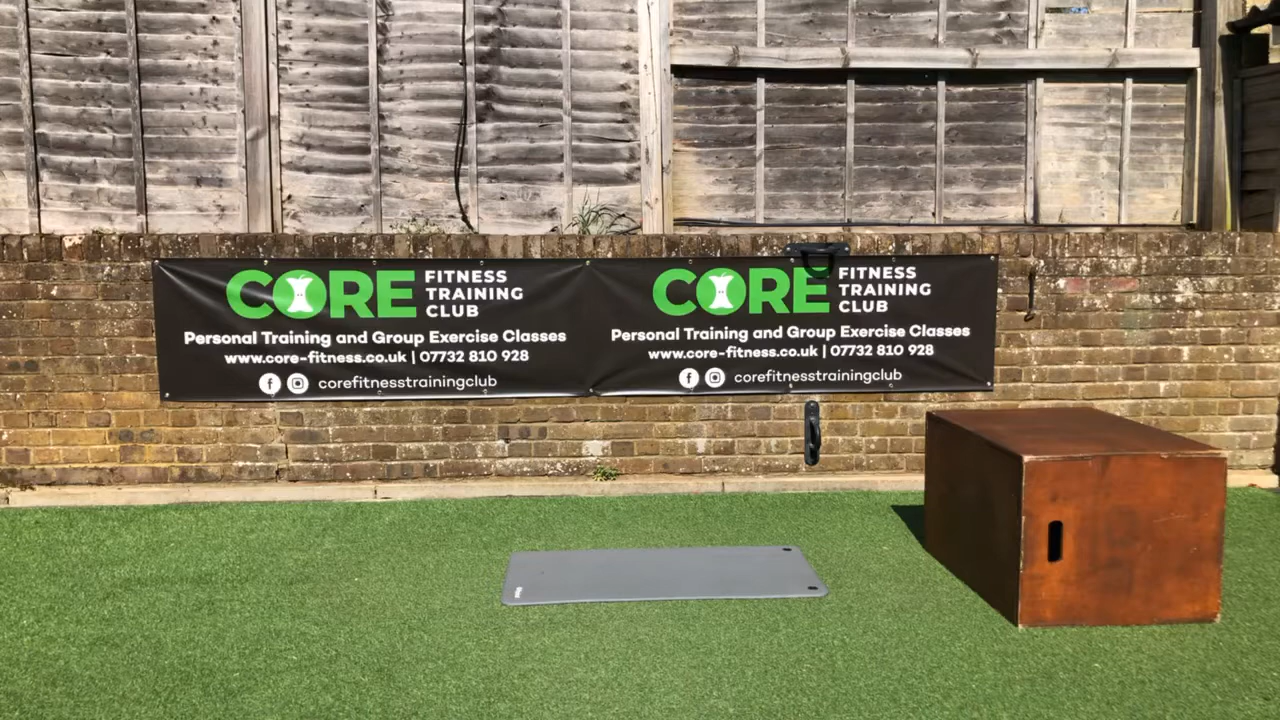 CORE FITNESS
TRAINING
CLUB
Personal Training and Group Exercise Classes
www.core-fitness.co.uk | 07732 810 928
corefitnesstrainingclub
CORE FITNESS
TRAINING
CLUB
Personal Training and Group Exercise Classes
www.core-fitness.co.uk | 07732 810 928
corefitnesstrainingclub